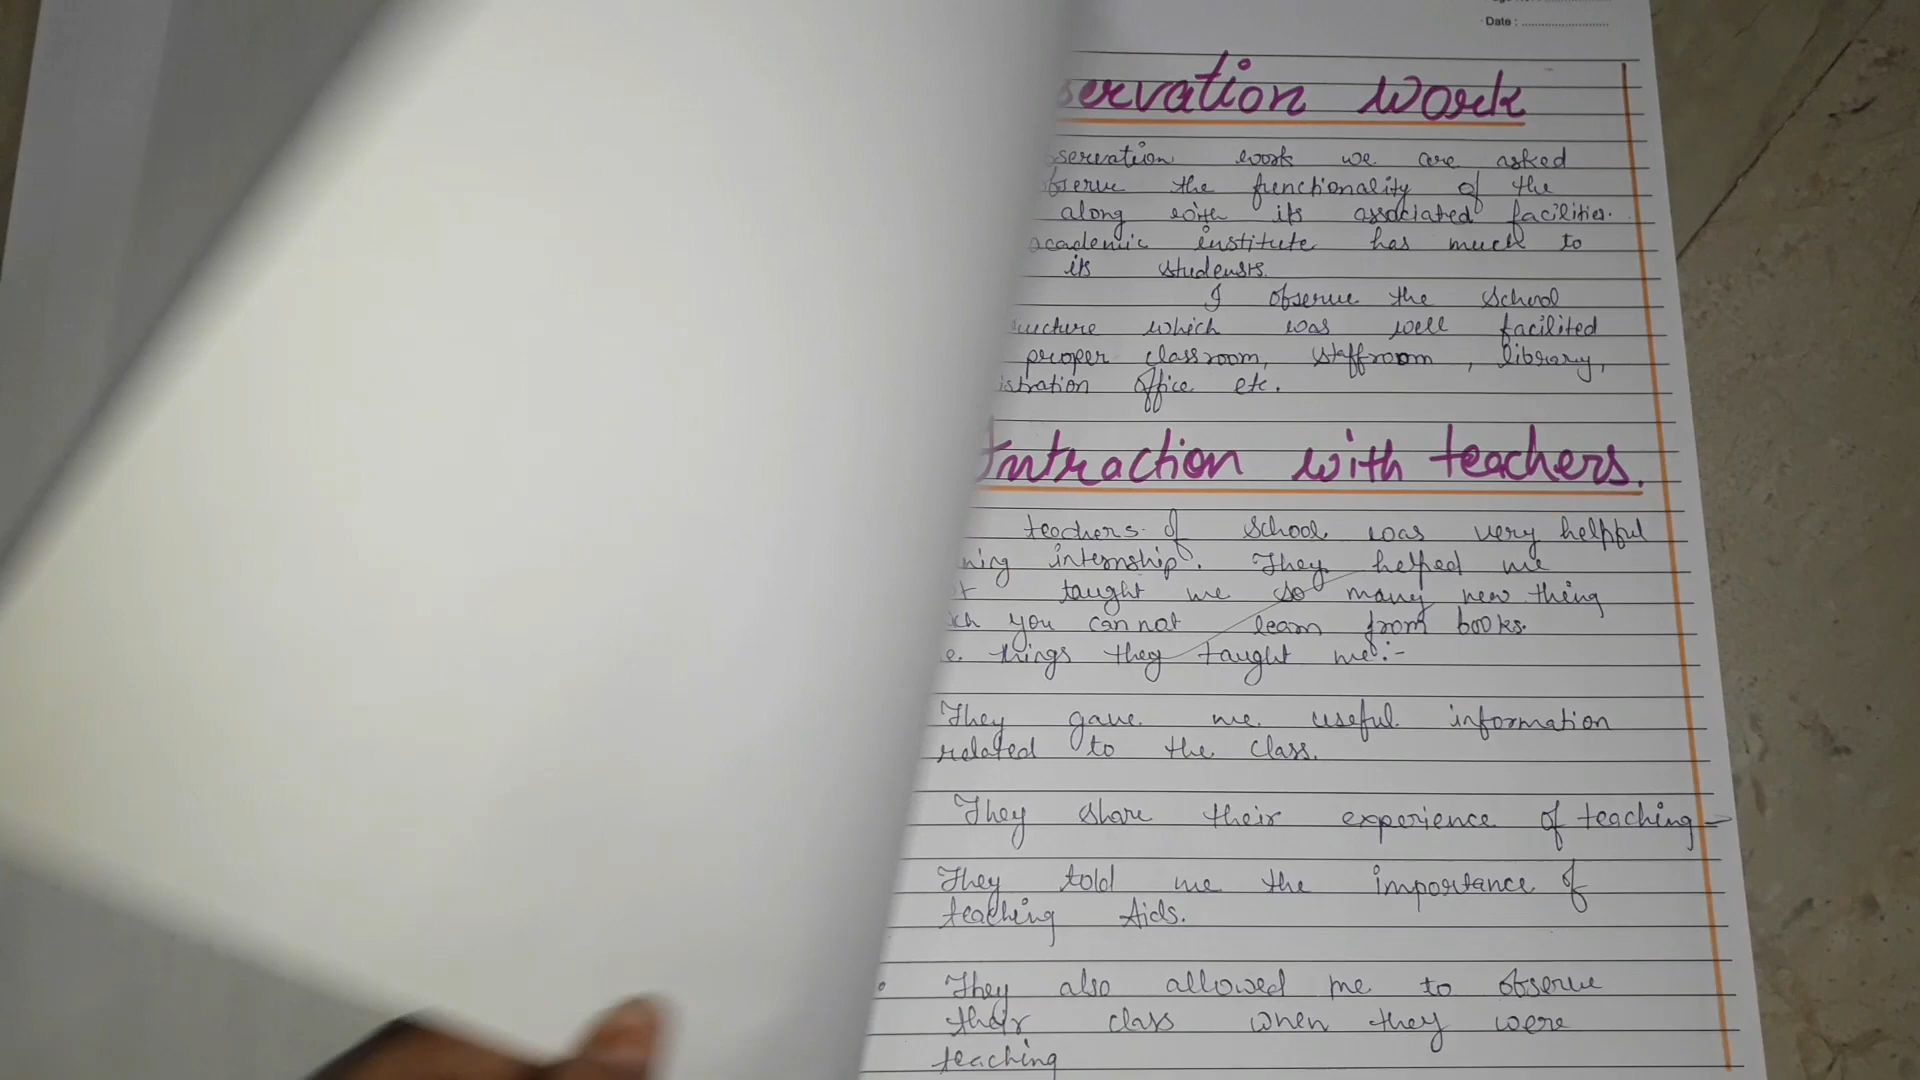 Date :
servation work
servation work we are asked
bserve the functionality of the
along with its associated facilities.
academic institute has much to
its
I observe the School
ructure which was well facilited
proper classroom, staffroom, library,
istration office etc.
Intraction with teachers.
teachers of school was very helpful
ning internship. They helped me
taught me so many new thing
ch you can not learn from books.
e things they taught me :-
They gave me useful information
related to the class.
They share their experience of teaching
They told me the importance of
teaching Aids.
They also allowed me to observe
their class when they were
teaching